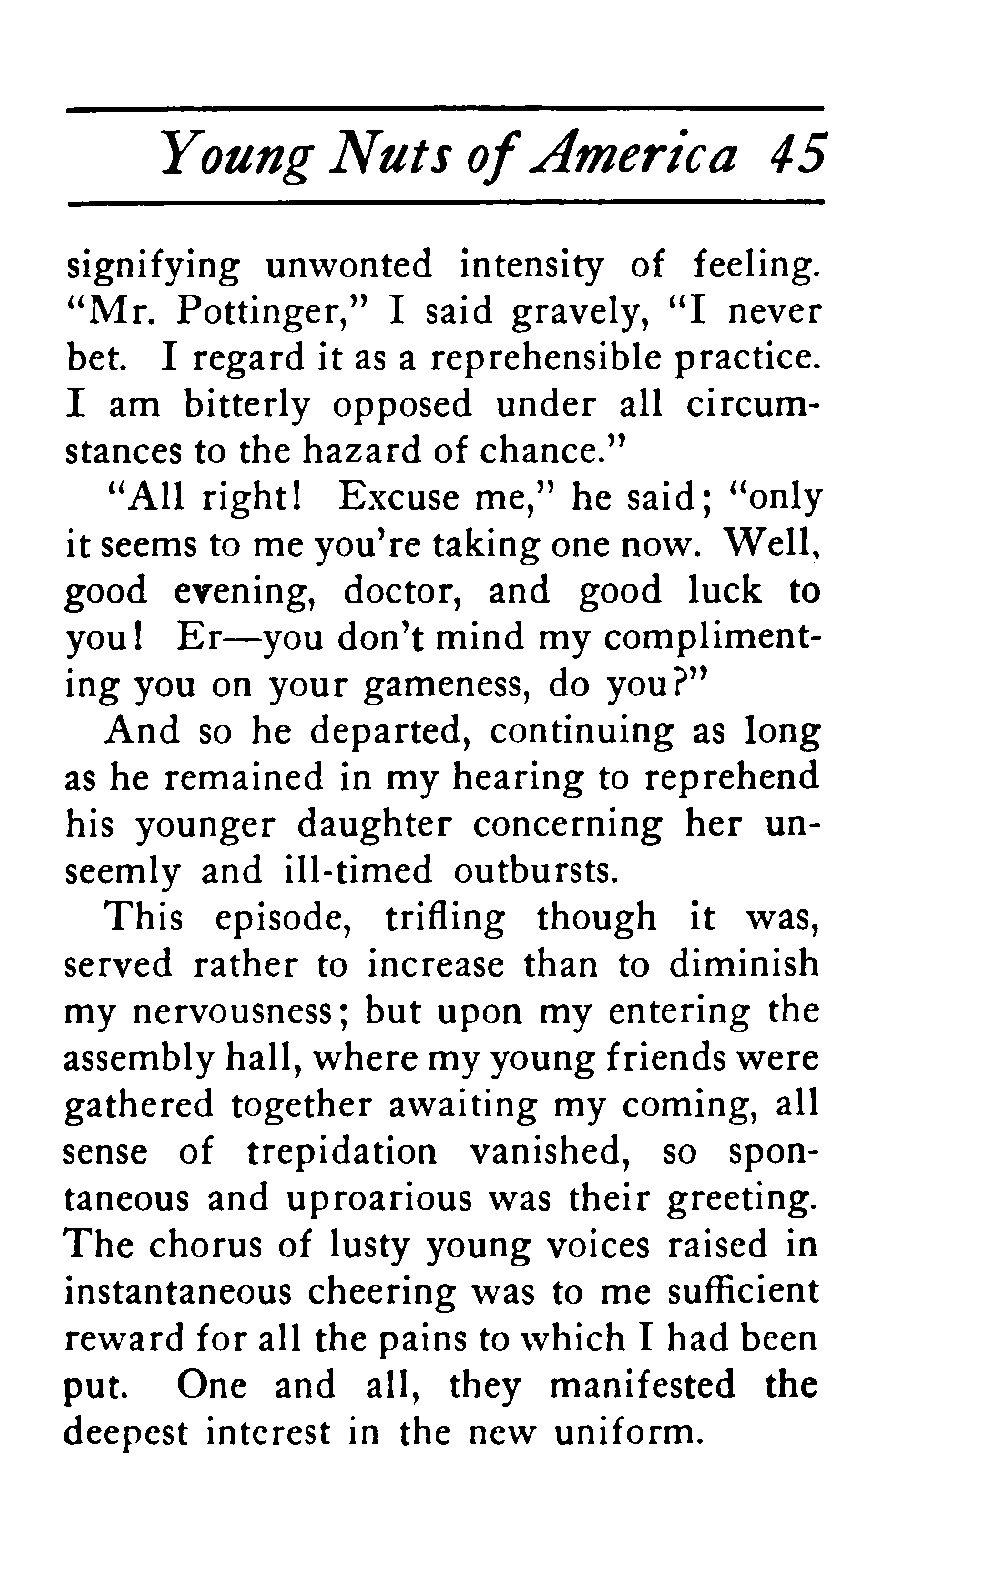 Young Nuts of America 45
signifying unwonted intensity of feeling.
“Mr. Pottinger,” I said gravely, “I never
bet. I regard it as a reprehensible practice.
I am bitterly opposed under all circum-
stances to the hazard of chance.”
“All right! Excuse me,” he said; “only
it seems to me you’re taking one now. Well,
good evening, doctor, and good luck to
you! Er—you don’t mind my compliment-
ing you on your gameness, do you?”
And so he departed, continuing as long
as he remained in my hearing to reprehend
his younger daughter concerning her un-
seemly and ill-timed outbursts.
This episode, trifling though it was,
served rather to increase than to diminish
my nervousness; but upon my entering the
assembly hall, where my young friends were
gathered together awaiting my coming, all
sense of trepidation vanished, so spon-
taneous and uproarious was their greeting.
The chorus of lusty young voices raised in
instantaneous cheering was to me sufficient
reward for all the pains to which I had been
put. One and all, they manifested the
deepest interest in the new uniform.